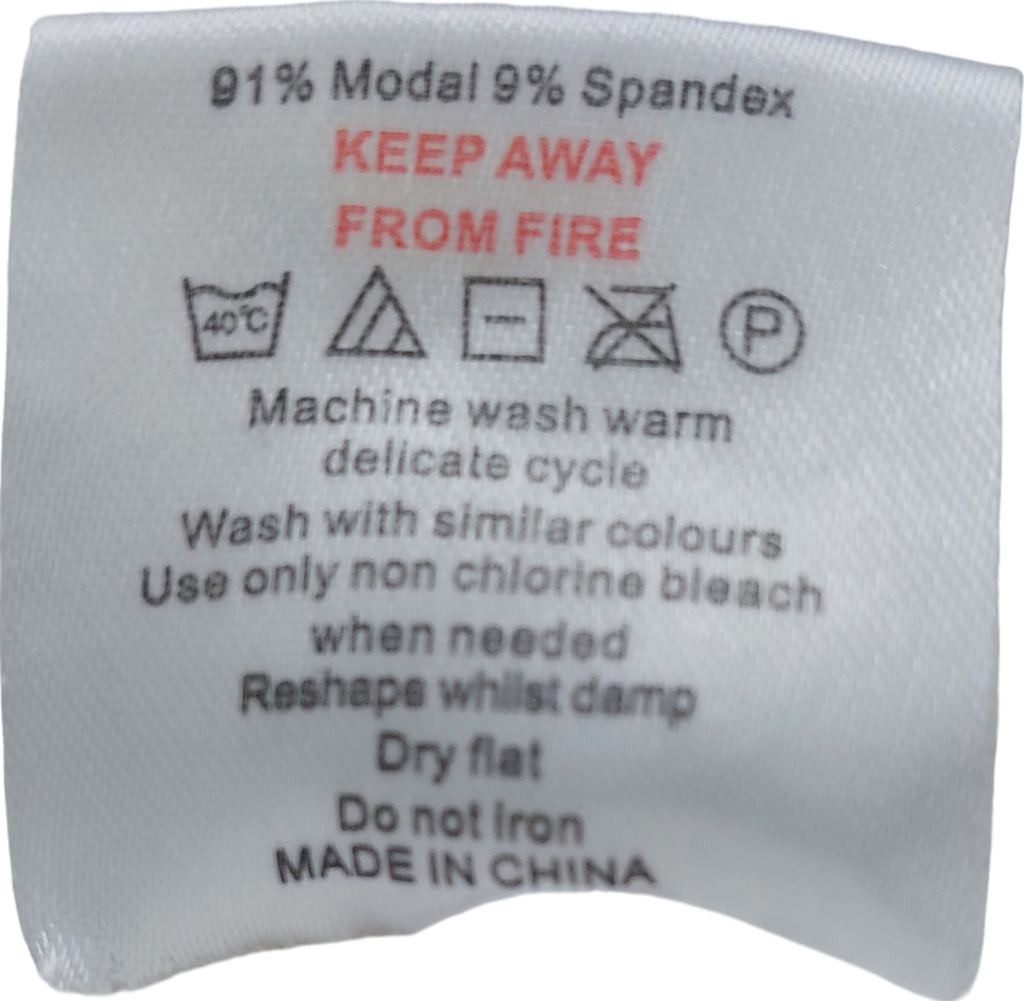 91% Modal 9% Spandex
KEEP AWAY
FROM FIRE
40°C P
Machine wash warm
delicate cycle
Wash with similar colours
Use only non chlorine bleach
when needed
Reshape whilst damp
Dry flat
Do not iron
MADE IN CHINA